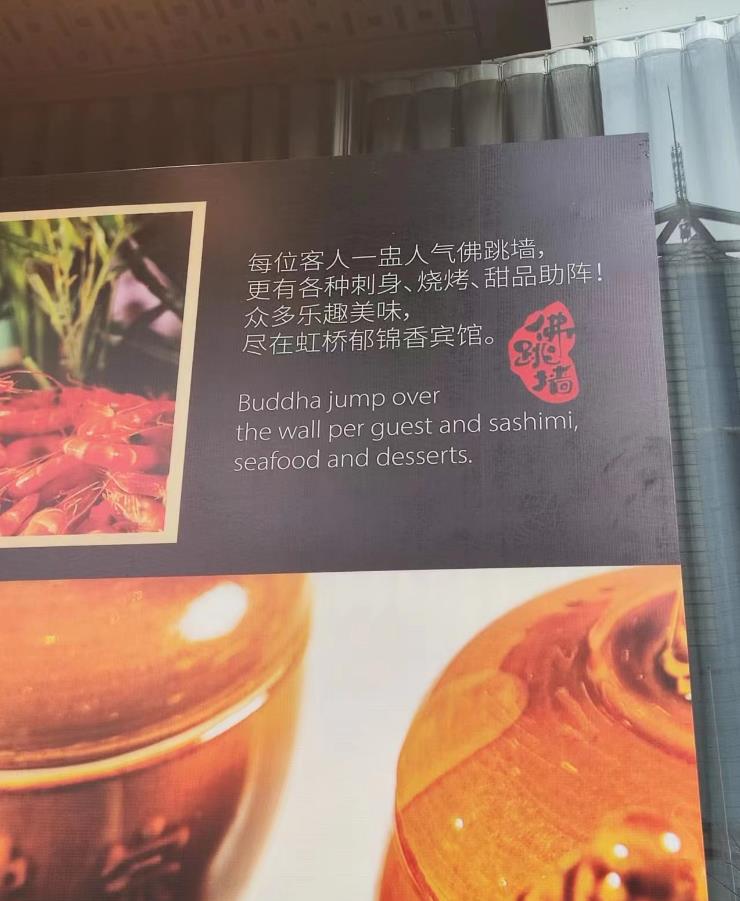 每位客人一盅人气佛跳墙,
更有各种刺身、烧烤、甜品助阵!
众多乐趣美味,
尽在虹桥郁锦香宾馆。
佛
跳
墙
Buddha jump over
the wall per guest and sashimi,
seafood and desserts.